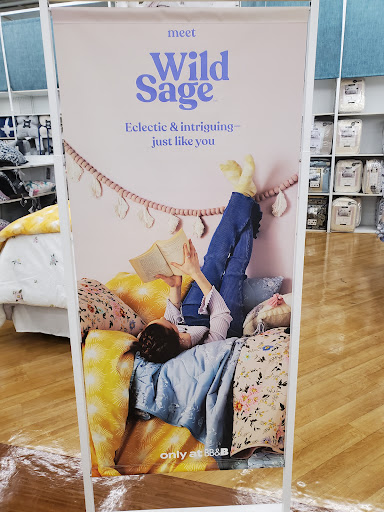 meet
Wild
Sage
Eclectic & intriguing—
just like you
only at BB&B